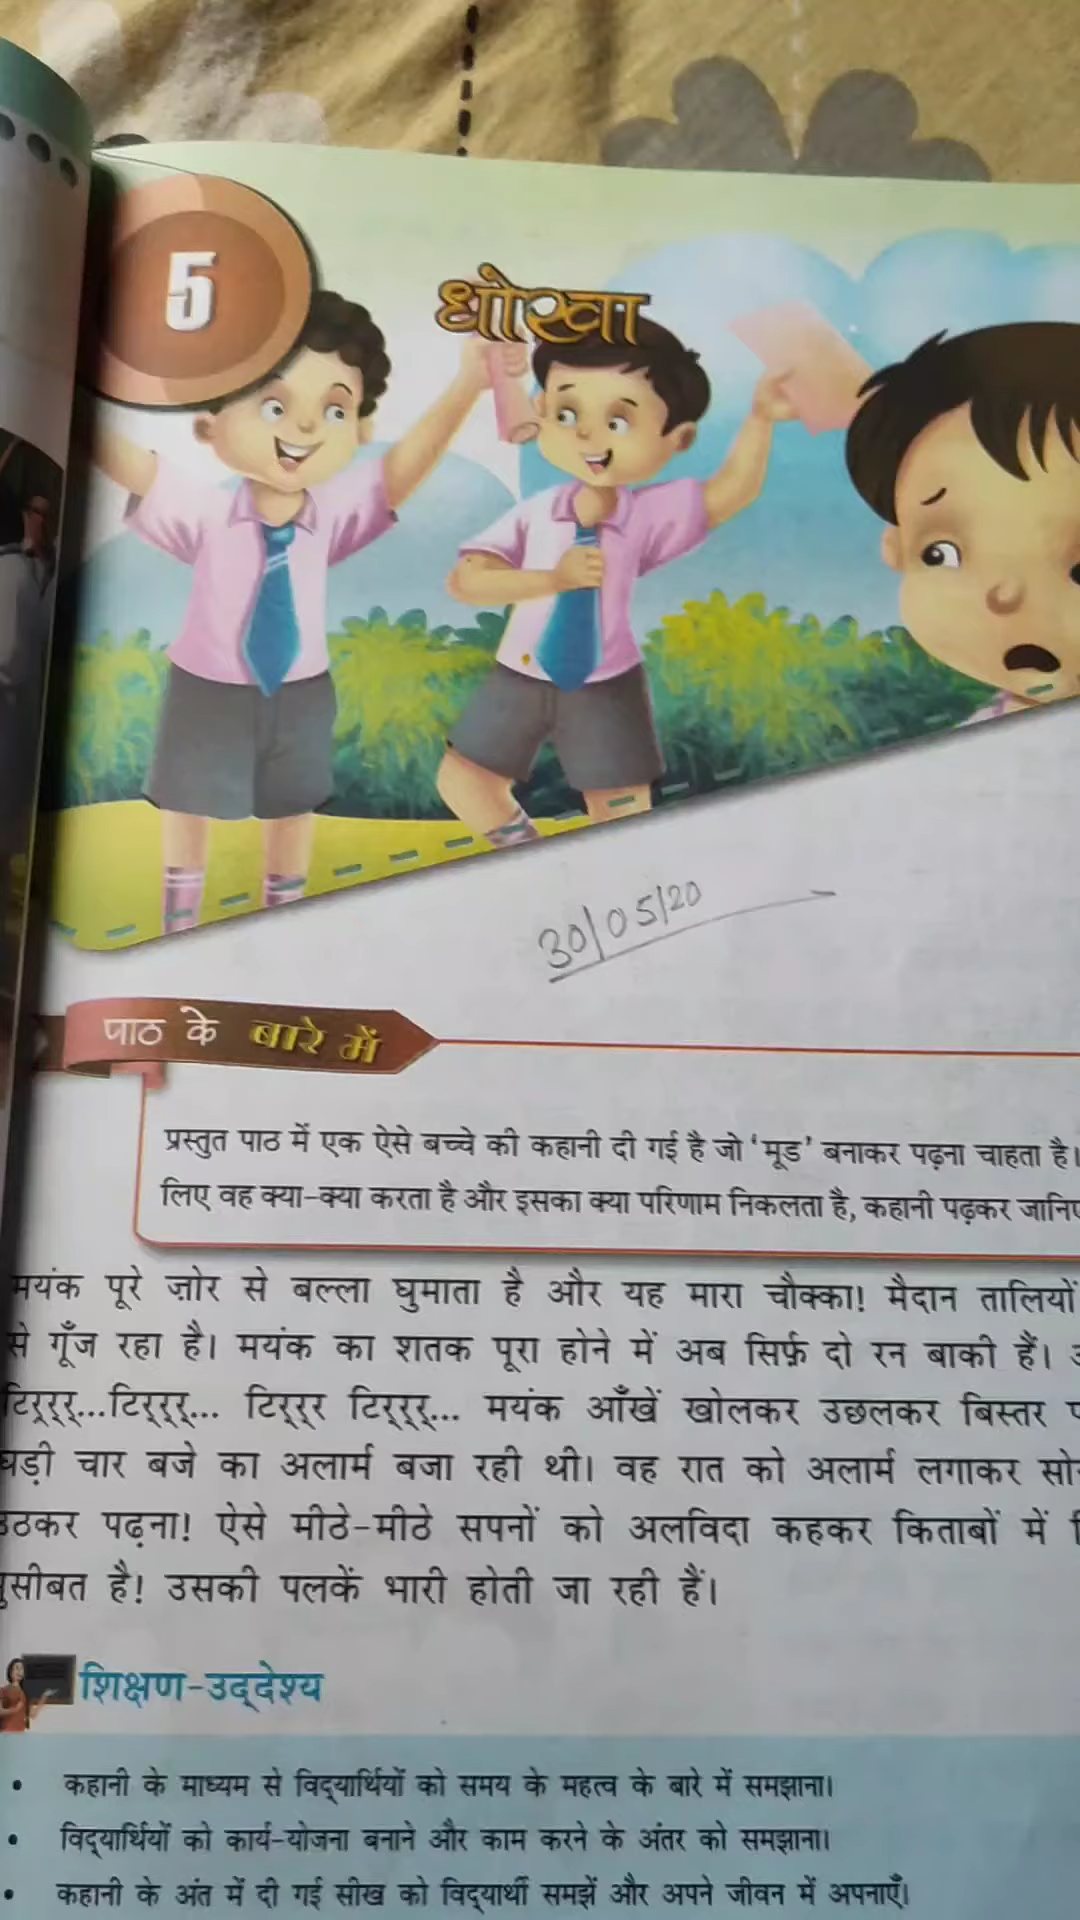 5
धोखा
30/05/20
पाठ के बारे में
प्रस्तुत पाठ में एक ऐसे बच्चे की कहानी दी गई है जो 'मूड' बनाकर पढ़ना चाहता है।
लिए वह क्या-क्या करता है और इसका क्या परिणाम निकलता है, कहानी पढ़कर
मयंक पूरे ज़ोर से बल्ला घुमाता है और यह मारा चौक्का! मैदान तालियों
से गूँज रहा है। मयंक का शतक पूरा होने में अब सिर्फ़ दो रन बाकी हैं।
टिर्र्र्र्...टिर्र्र्र्... टिर्र्र्र टिर्र्र्र्... मयंक आँखें खोलकर उछलकर बिस्तर
घड़ी चार बजे का अलार्म बजा रही थी। वह रात को अलार्म लगाकर
उठकर पढ़ना! ऐसे मीठे-मीठे सपनों को अलविदा कहकर किताबों में
मुसीबत है! उसकी पलकें भारी होती जा रही हैं।
शिक्षण-उद्देश्य
• कहानी के माध्यम से विद्यार्थियों को समय के महत्व के बारे में समझाना।
• विद्यार्थियों को कार्य-योजना बनाने और काम करने के अंतर को समझाना।
• कहानी के अंत में दी गई सीख को विद्यार्थी समझें और अपने जीवन में अपनाएँ।